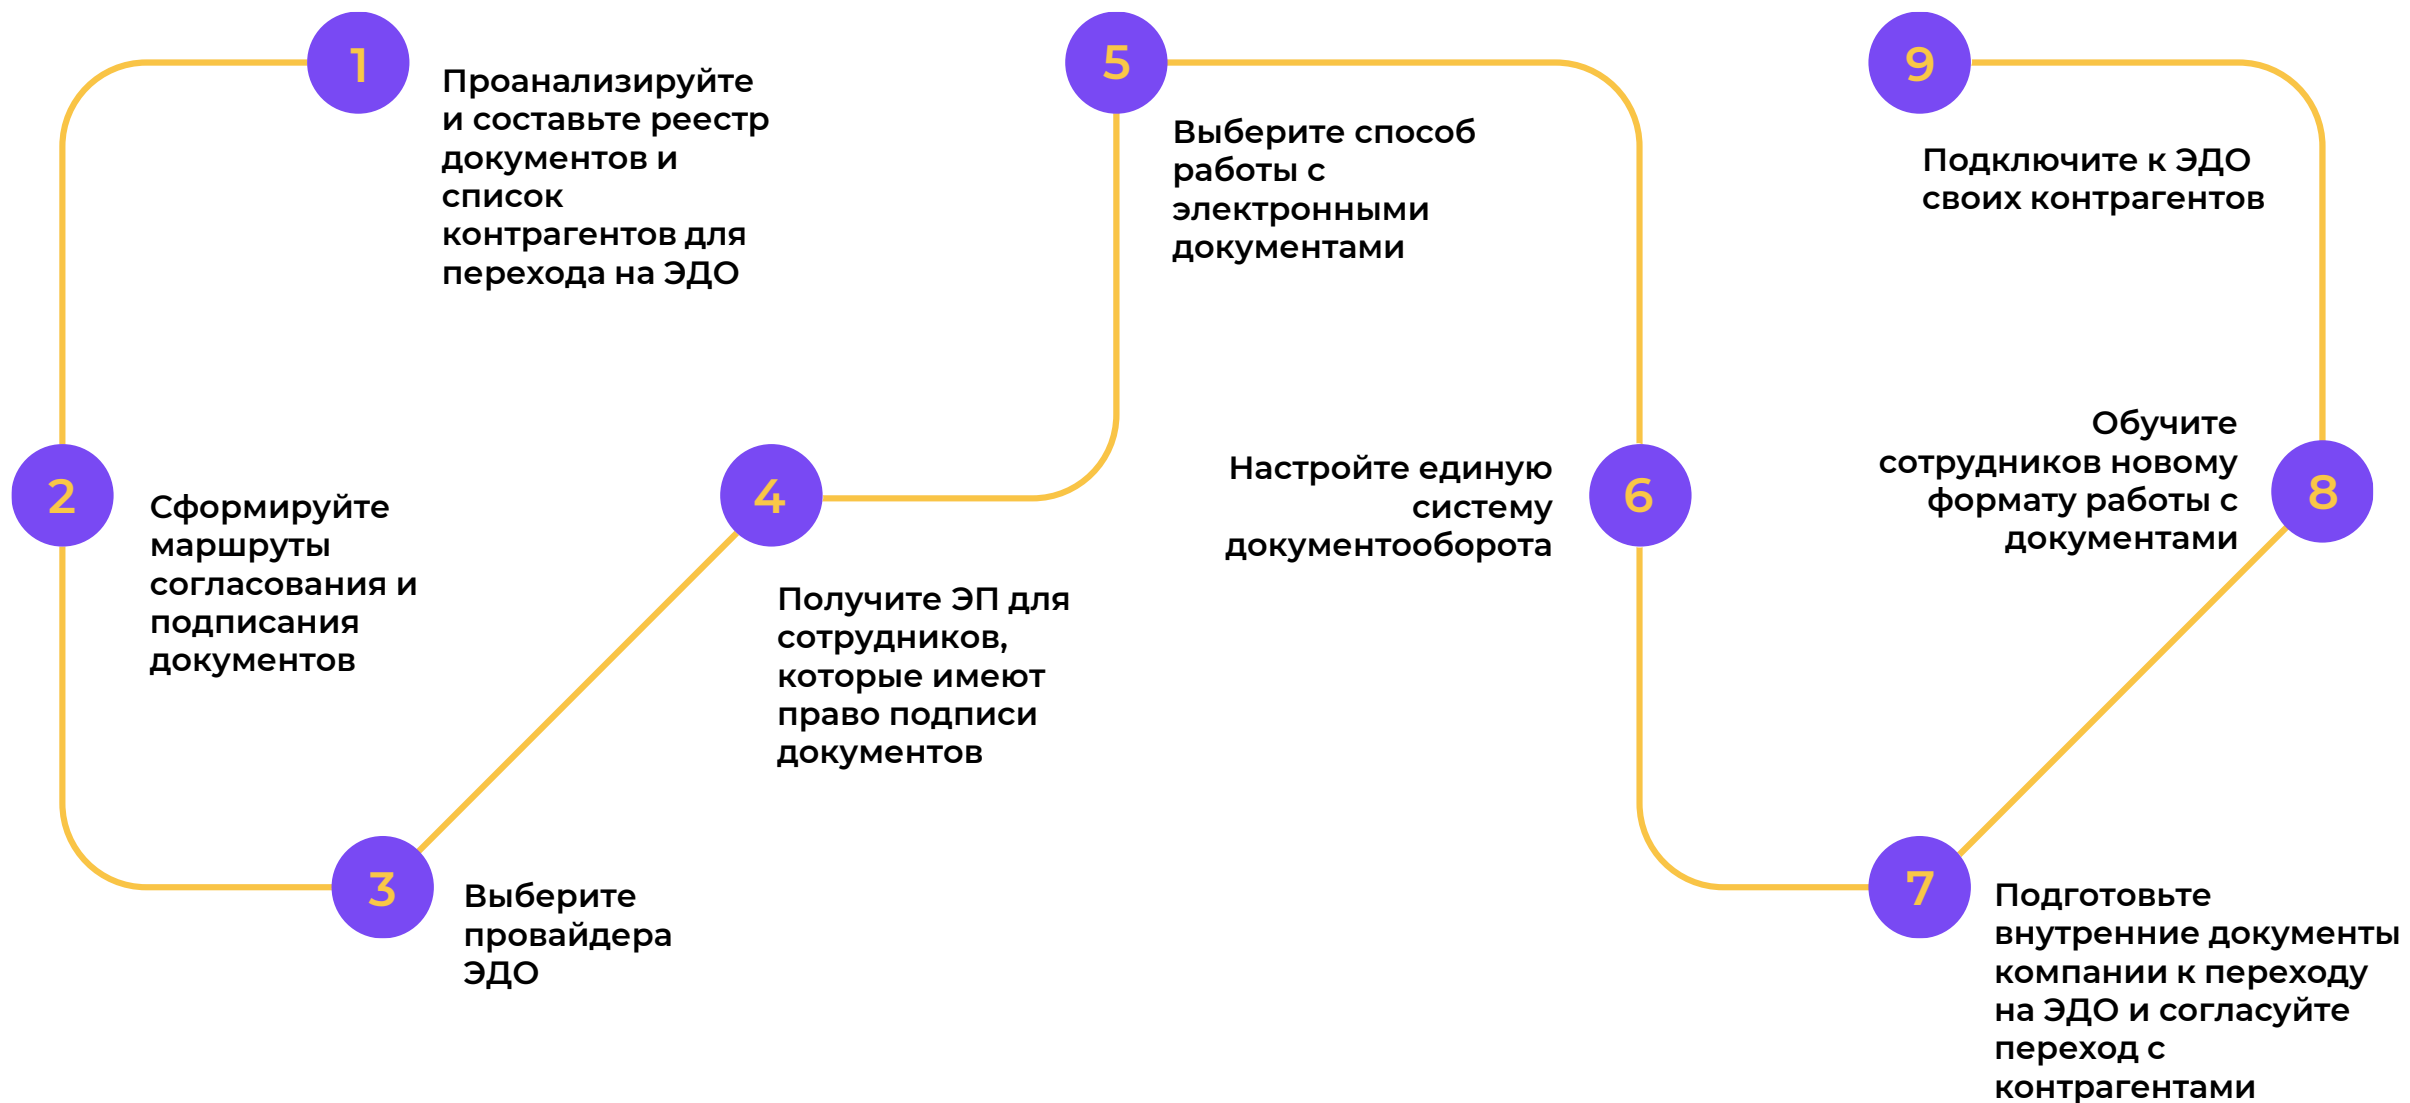 1
Проанализируйте
и составьте реестр
документов и
список
контрагентов для
перехода на ЭДО
2
Сформируйте
маршруты
согласования и
подписания
документов
3
Выберите
провайдера
ЭДО
4
Получите ЭП для
сотрудников,
которые имеют
право подписи
документов
5
Выберите способ
работы с
электронными
документами
6
Настройте единую
систему
документооборота
7
Подготовьте
внутренние документы
компании к переходу
на ЭДО и согласуйте
переход с
контрагентами
8
Обучите
сотрудников новому
формату работы с
документами
9
Подключите к ЭДО
своих контрагентов